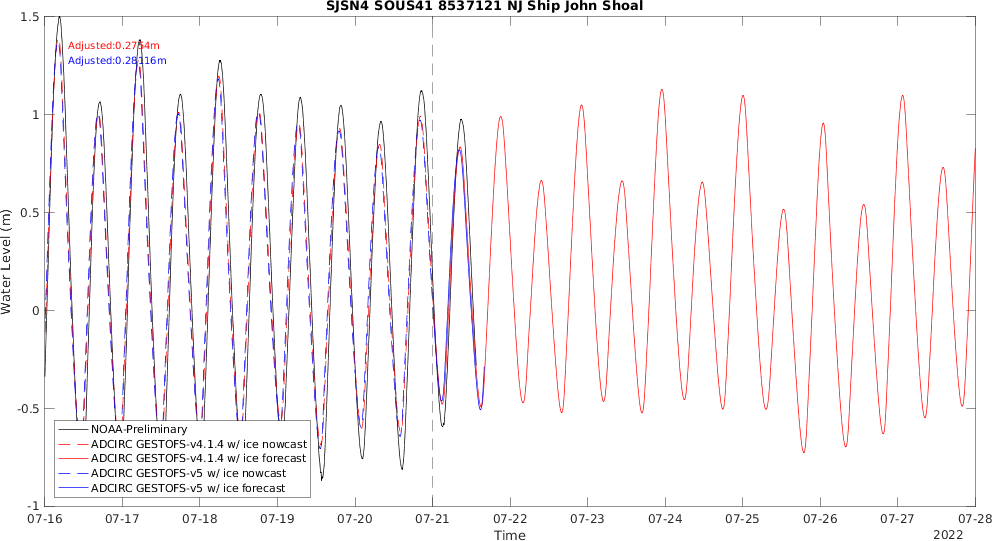 SJSN4 SOUS41 8537121 NJ Ship John Shoal
1.5
1
0.5
0
-0.5
-1
Water Level (m)
Adjusted:0.2754m
Adjusted:0.28116m
NOAA-Preliminary
ADCIRC GESTOFS-v4.1.4 w/ ice nowcast
ADCIRC GESTOFS-v4.1.4 w/ ice forecast
ADCIRC GESTOFS-v5 w/ ice nowcast
ADCIRC GESTOFS-v5 w/ ice forecast
07-16 07-17 07-18 07-19 07-20 07-21 07-22 07-23 07-24 07-25 07-26 07-27 07-28
Time
2022